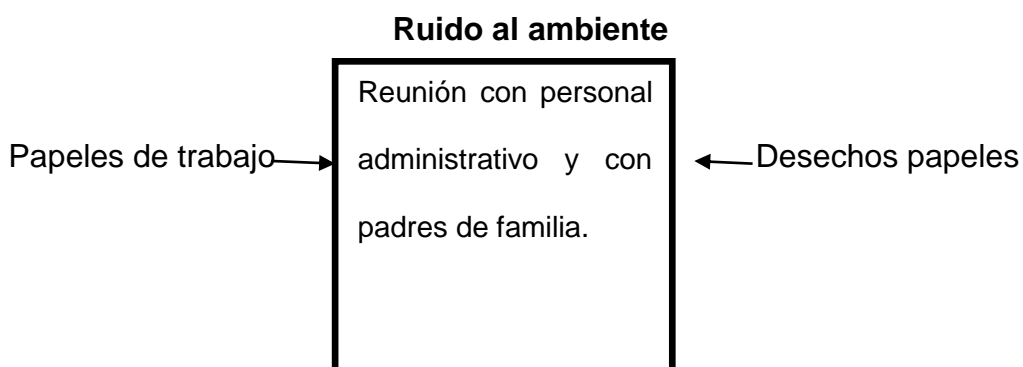 Ruido al ambiente
Reunión con personal
Papeles de trabajo
administrativo y con
Desechos papeles
padres de familia.